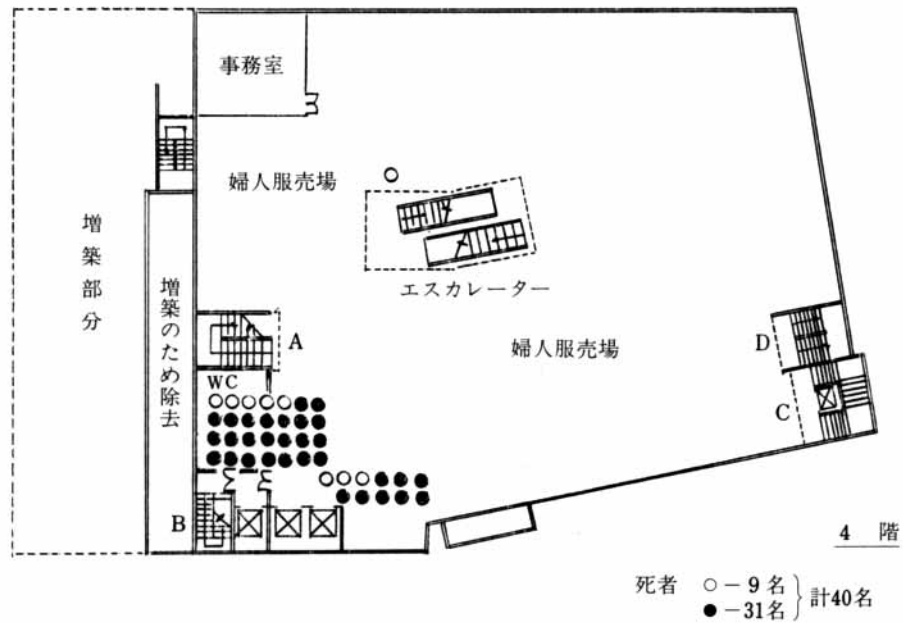 事務室
婦人服売場
増築部分
増築のため除去
エスカレーター
A
婦人服売場
D
WC
C
B
4 階
死者 ○－9名
●－31名
計40名